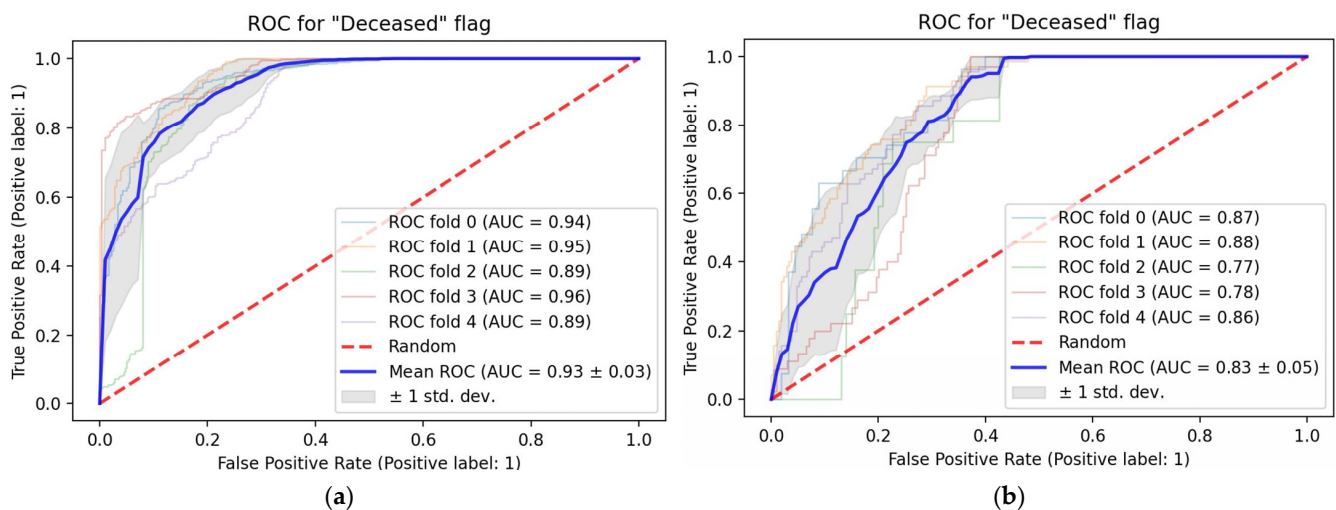 ROC for "Deceased" flag
True Positive Rate (Positive label: 1)
1.0
0.8
0.6
0.4
0.2
0.0
ROC fold 0 (AUC = 0.94)
ROC fold 1 (AUC = 0.95)
ROC fold 2 (AUC = 0.89)
ROC fold 3 (AUC = 0.96)
ROC fold 4 (AUC = 0.89)
Random
Mean ROC (AUC = 0.93 ± 0.03)
± 1 std. dev.
0.0 0.2 0.4 0.6 0.8 1.0
False Positive Rate (Positive label: 1)
(a)
ROC for "Deceased" flag
True Positive Rate (Positive label: 1)
1.0
0.8
0.6
0.4
0.2
0.0
ROC fold 0 (AUC = 0.87)
ROC fold 1 (AUC = 0.88)
ROC fold 2 (AUC = 0.77)
ROC fold 3 (AUC = 0.78)
ROC fold 4 (AUC = 0.86)
Random
Mean ROC (AUC = 0.83 ± 0.05)
± 1 std. dev.
0.0 0.2 0.4 0.6 0.8 1.0
False Positive Rate (Positive label: 1)
(b)